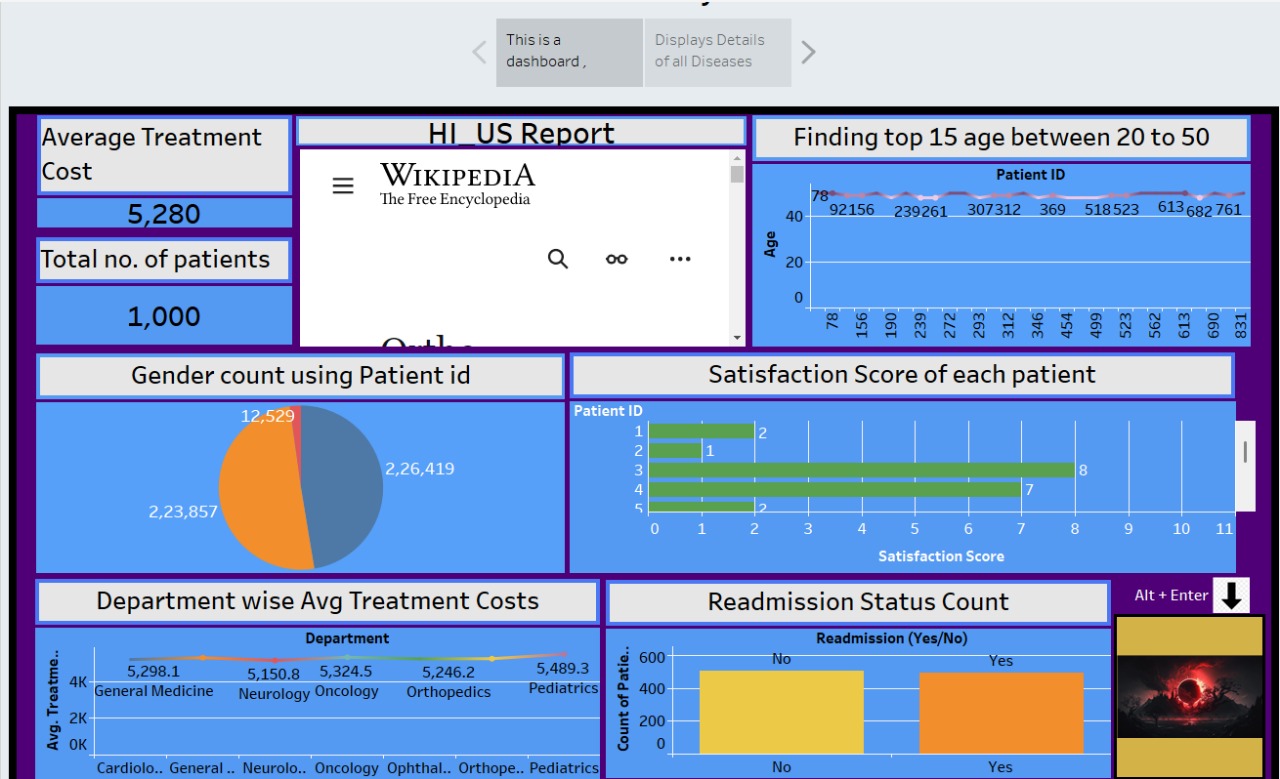 This is a
dashboard ,
Displays Details
of all Diseases
Average Treatment
Cost
5,280
Total no. of patients
1,000
HI_US Report
WIKIPEDIA
The Free Encyclopedia
Finding top 15 age between 20 to 50
Patient ID
78
92 156 239 261 307 312 369 518 523 613 682 761
Age
40
20
0
78 156 190 239 272 293 312 346 454 499 523 562 613 690 831
Gender count using Patient id
12,529
2,26,419
2,23,857
Satisfaction Score of each patient
Patient ID
1 2
2 1
3 8
4 7
5 2
0 1 2 3 4 5 6 7 8 9 10 11
Satisfaction Score
Department wise Avg Treatment Costs
Department
Avg. Treatme..
4K
2K
0K
5,298.1 5,150.8 5,324.5 5,246.2 5,489.3
General Medicine Neurology Oncology Orthopedics Pediatrics
Cardiolo.. General .. Neurolo.. Oncology Ophthal.. Orthope.. Pediatrics
Readmission Status Count
Readmission (Yes/No)
Count of Patie..
600
400
200
0
No Yes
No Yes
Alt + Enter